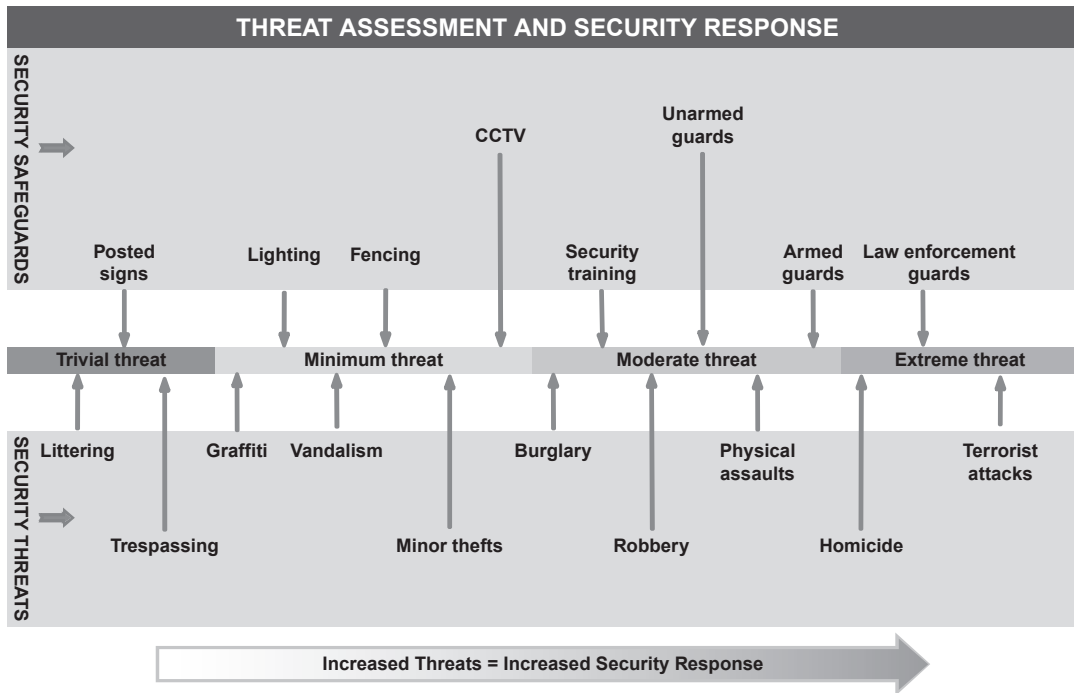 THREAT ASSESSMENT AND SECURITY RESPONSE
SECURITY SAFEGUARDS
CCTV
Unarmed
guards
Posted
signs
Lighting
Fencing
Security
training
Armed
guards
Law enforcement
guards
Trivial threat
Minimum threat
Moderate threat
Extreme threat
SECURITY THREATS
Littering
Graffiti
Vandalism
Burglary
Physical
assaults
Terrorist
attacks
Trespassing
Minor thefts
Robbery
Homicide
Increased Threats = Increased Security Response